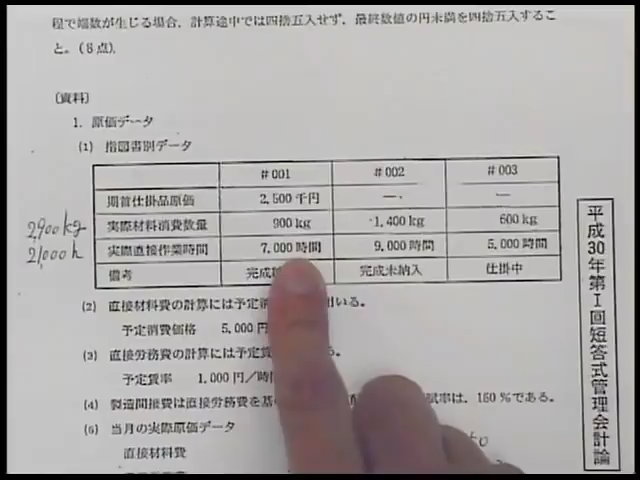 程で端数が生じる場合、計算途中では四捨五入せず、最終数値の円未満を四捨五入するこ
と。(8点)
〔資料〕
1. 原価データ
(1) 指図書別データ
#001 #002 #003
期首仕掛品原価 2,500千円 — —
実際材料消費数量 900kg 1,400kg 600kg
2,900kg
実際直接作業時間 7,000時間 9,000時間 5,000時間
21,000h
備考 完成 完成未納入 仕掛中
(2) 直接材料費の計算には予定 いる。
予定消費価格 5,000円
(3) 直接労務費の計算には予定賃 る。
予定賃率 1,000円/時間
(4) 製造間接費は直接労務費を基 賦率は、150%である。
(5) 当月の実際原価データ
直接材料費
平成30年第Ⅰ回短答式管理会計論